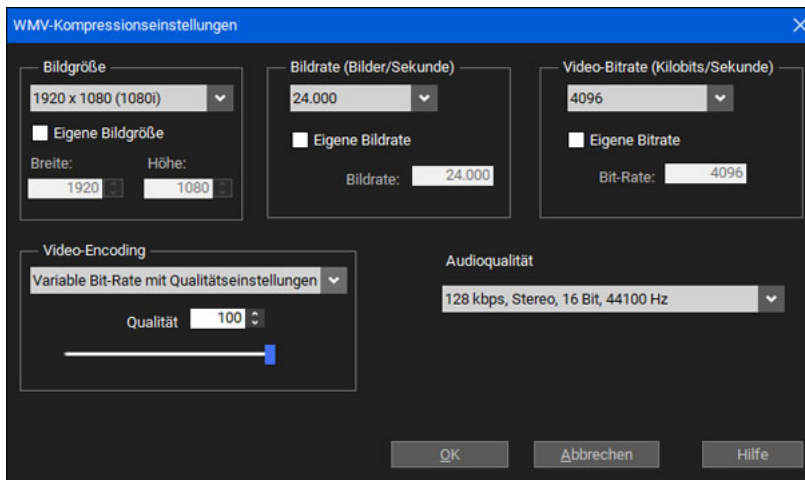 WMV-Kompressionseinstellungen
Bildgröße
1920 x 1080 (1080i)
Eigene Bildgröße
Breite: Höhe:
1920 1080
Bildrate (Bilder/Sekunde)
24.000
Eigene Bildrate
Bildrate: 24.000
Video-Bitrate (Kilobits/Sekunde)
4096
Eigene Bitrate
Bit-Rate: 4096
Video-Encoding
Variable Bit-Rate mit Qualitätseinstellungen
Qualität 100
Audioqualität
128 kbps, Stereo, 16 Bit, 44100 Hz
OK Abbrechen Hilfe